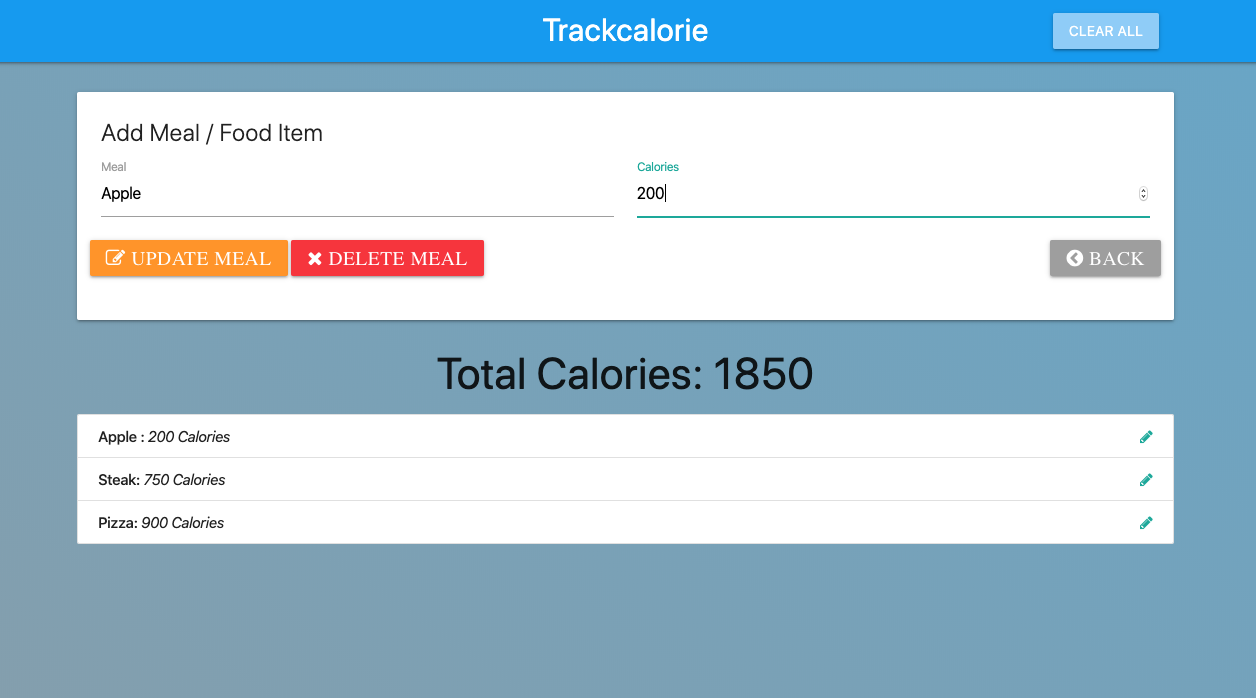 Trackcalorie
CLEAR ALL
Add Meal / Food Item
Meal
Calories
Apple
200
UPDATE MEAL
DELETE MEAL
BACK
Total Calories: 1850
Apple : 200 Calories
Steak: 750 Calories
Pizza: 900 Calories